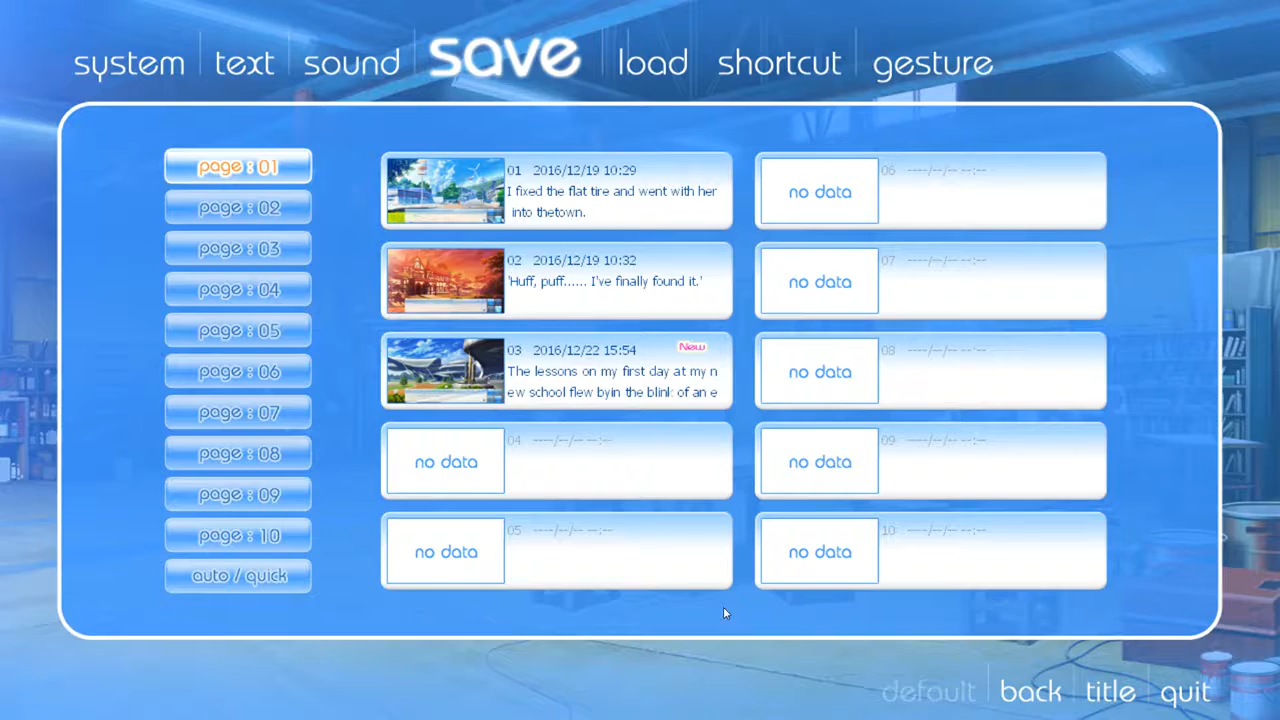 system text sound save load shortcut gesture
page : 01
page : 02
page : 03
page : 04
page : 05
page : 06
page : 07
page : 08
page : 09
page : 10
auto / quick
01 2016/12/19 10:29
I fixed the flat tire and went with her
into thetown.
02 2016/12/19 10:32
'Huff, puff...... I've finally found it.'
03 2016/12/22 15:54 New
The lessons on my first day at my n
ew school flew byin the blink of an e
no data 04 ----/--/-- --:--
no data 05 ----/--/-- --:--
no data 06 ----/--/-- --:--
no data 07 ----/--/-- --:--
no data 08 ----/--/-- --:--
no data 09 ----/--/-- --:--
no data 10 ----/--/-- --:--
default back title quit